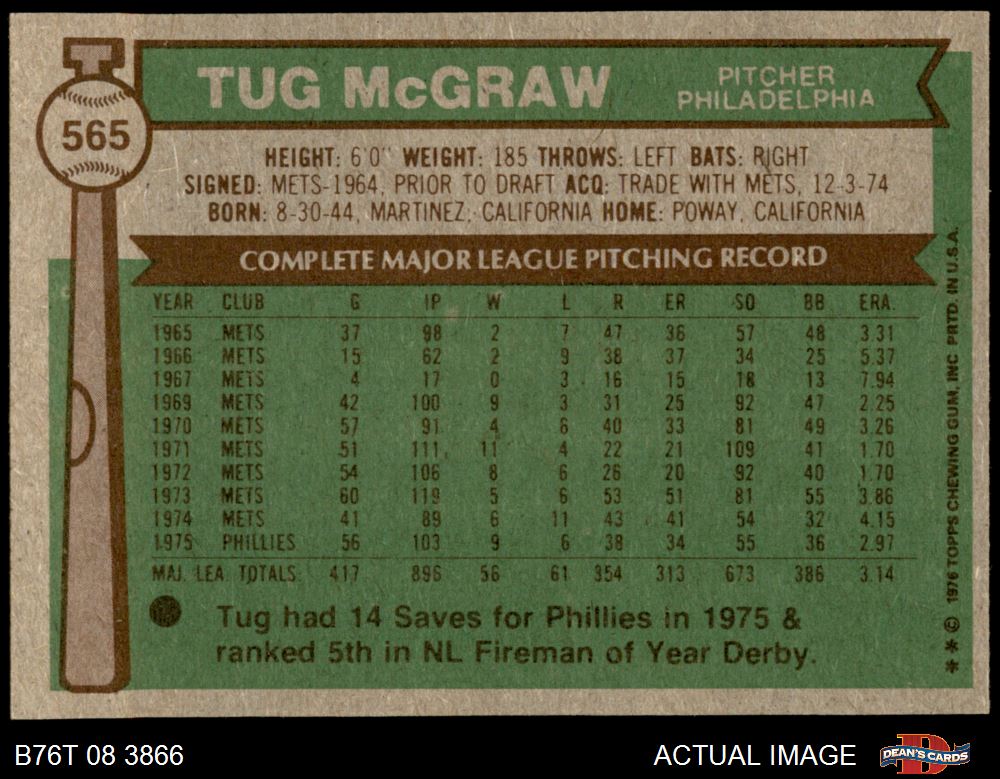 565
TUG McGRAW
PITCHER
PHILADELPHIA
HEIGHT: 6'0" WEIGHT: 185 THROWS: LEFT BATS: RIGHT
SIGNED: METS-1964, PRIOR TO DRAFT ACQ: TRADE WITH METS, 12-3-74
BORN: 8-30-44, MARTINEZ, CALIFORNIA HOME: POWAY, CALIFORNIA
COMPLETE MAJOR LEAGUE PITCHING RECORD
YEAR CLUB G IP W L R ER SO BB ERA.
1965 METS 37 98 2 7 47 36 57 48 3.31
1966 METS 15 62 2 9 38 37 34 25 5.37
1967 METS 4 17 0 3 16 15 18 13 7.94
1969 METS 42 100 9 3 31 25 92 47 2.25
1970 METS 57 91 4 6 40 33 81 49 3.26
1971 METS 51 111 11 4 22 21 109 41 1.70
1972 METS 54 106 8 6 26 20 92 40 1.70
1973 METS 60 119 5 6 53 51 81 55 3.86
1974 METS 41 89 6 11 43 41 54 32 4.15
1975 PHILLIES 56 103 9 6 38 34 55 36 2.97
MAJ. LEA. TOTALS 417 896 56 61 354 313 673 386 3.14
Tug had 14 Saves for Phillies in 1975 &
ranked 5th in NL Fireman of Year Derby.
* * © 1976 TOPPS CHEWING GUM, INC. PRTD. IN U.S.A.
B76T 08 3866
ACTUAL IMAGE
DEAN'S CARDS